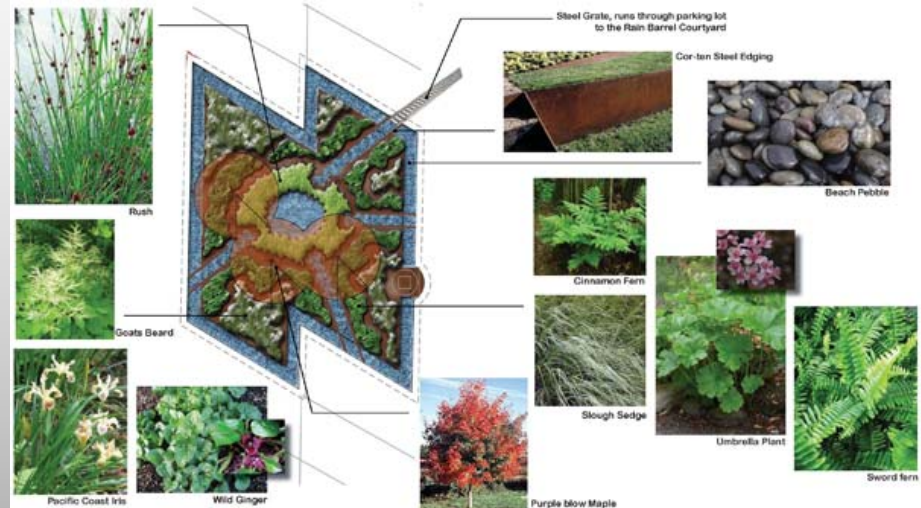 Steel Grate, runs through parking lot
to the Rain Barrel Courtyard
Cor-ten Steel Edging
Beach Pebble
Rush
Cinnamon Fern
Goats Beard
Slough Sedge
Umbrella Plant
Sword fern
Pacific Coast Iris
Wild Ginger
Purple blow Maple